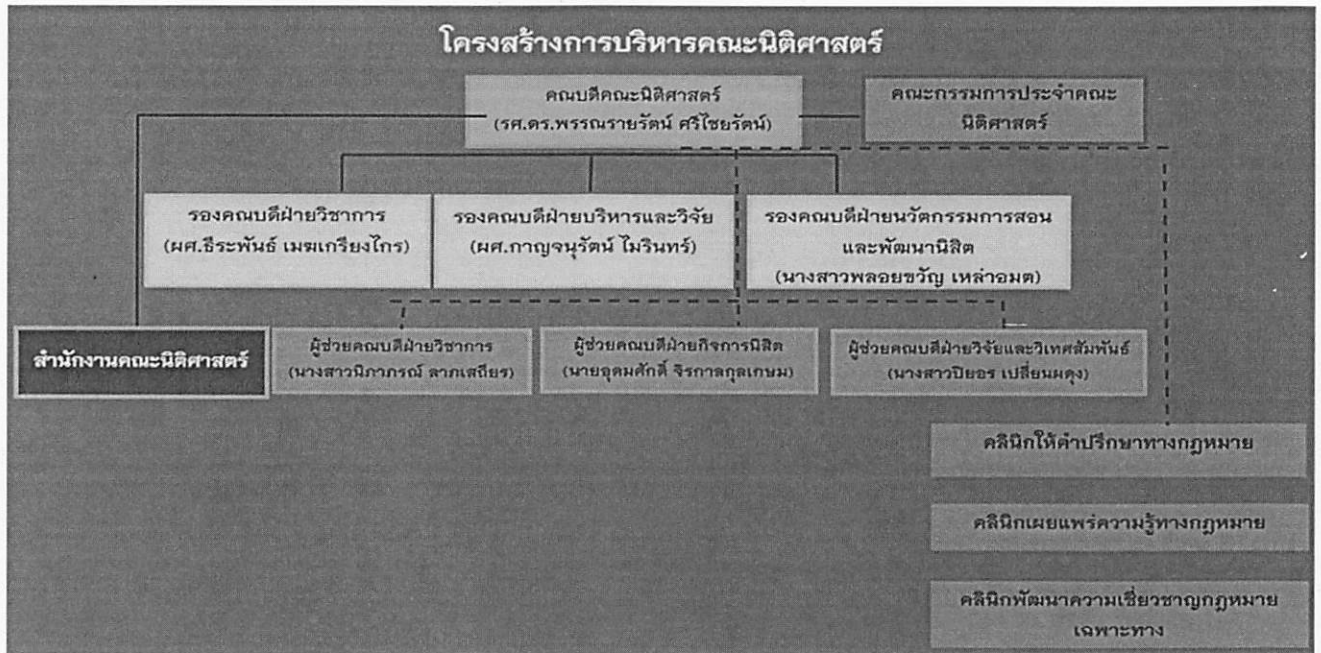 โครงสร้างการบริหารคณะนิติศาสตร์
คณบดีคณะนิติศาสตร์
(รศ.ดร.พรรณรายรัตน์ ศรีไชยรัตน์)
คณะกรรมการประจำคณะ
นิติศาสตร์
รองคณบดีฝ่ายวิชาการ
(ผศ.ธีระพันธ์ เมฆเกรียงไกร)
รองคณบดีฝ่ายบริหารและวิจัย
(ผศ.กาญจนุรัตน์ ไมรินทร์)
รองคณบดีฝ่ายนวัตกรรมการสอน
และพัฒนานิสิต
(นางสาวพลอยขวัญ เหล่าอมต)
สำนักงานคณะนิติศาสตร์
ผู้ช่วยคณบดีฝ่ายวิชาการ
(นางสาวนิภาภรณ์ ลาภเสถียร)
ผู้ช่วยคณบดีฝ่ายกิจการนิสิต
(นายอุดมศักดิ์ จิรกาลกุลเกษม)
ผู้ช่วยคณบดีฝ่ายวิจัยและวิเทศสัมพันธ์
(นางสาวปิยอร เปลี่ยนผดุง)
คลินิกให้คำปรึกษาทางกฎหมาย
คลินิกเผยแพร่ความรู้ทางกฎหมาย
คลินิกพัฒนาความเชี่ยวชาญกฎหมาย
เฉพาะทาง